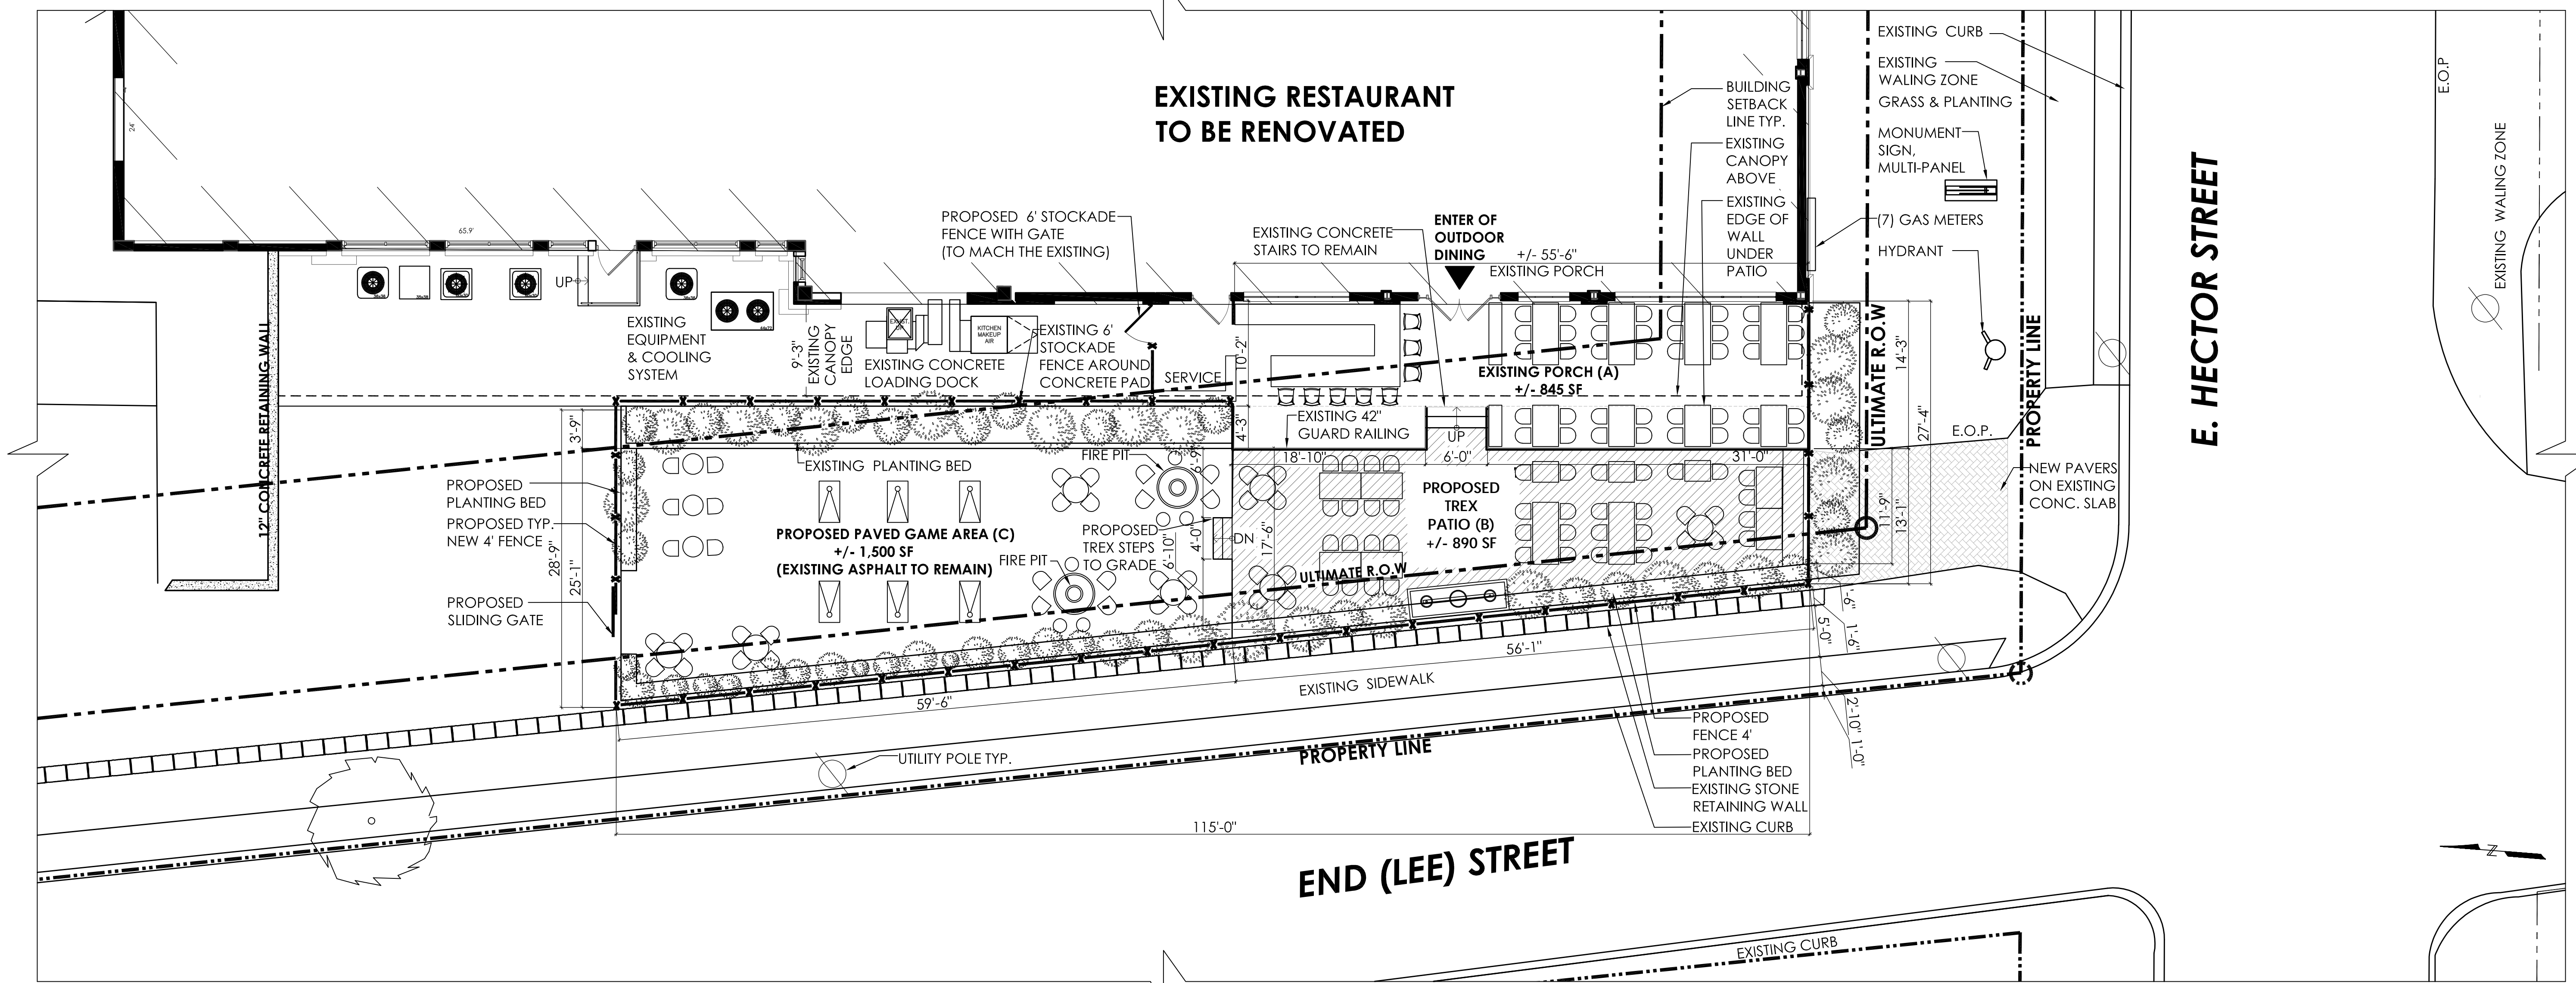 EXISTING RESTAURANT
TO BE RENOVATED
24'
65.9'
BUILDING
SETBACK
LINE TYP.
EXISTING
CANOPY
ABOVE
EXISTING
EDGE OF
WALL
UNDER
PATIO
EXISTING CURB
EXISTING
WALING ZONE
GRASS & PLANTING
MONUMENT
SIGN,
MULTI-PANEL
(7) GAS METERS
HYDRANT
E.O.P
EXISTING WALING ZONE
E. HECTOR STREET
PROPERTY LINE
ULTIMATE R.O.W
PROPOSED 6' STOCKADE
FENCE WITH GATE
(TO MACH THE EXISTING)
EXISTING CONCRETE
STAIRS TO REMAIN
ENTER OF
OUTDOOR
DINING
+/- 55'-6"
EXISTING PORCH
UP
EXISTING
EQUIPMENT
& COOLING
SYSTEM
12" CONCRETE RETAINING WALL
9'-3"
EXISTING
CANOPY
EDGE
KITCHEN
MAKEUP
AIR
EXISTING CONCRETE
LOADING DOCK
EXISTING 6'
STOCKADE
FENCE AROUND
CONCRETE PAD
SERVICE
10'-2"
4'-3"
EXISTING PORCH (A)
+/- 845 SF
EXISTING 42"
GUARD RAILING
UP
18'-10"
6'-0"
31'-0"
14'-3"
27'-4"
11'-9"
13'-1"
E.O.P.
NEW PAVERS
ON EXISTING
CONC. SLAB
3'-9"
28'-9"
25'-1"
PROPOSED
PLANTING BED
PROPOSED TYP.
NEW 4' FENCE
PROPOSED
SLIDING GATE
EXISTING PLANTING BED
FIRE PIT
6'-9"
PROPOSED PAVED GAME AREA (C)
+/- 1,500 SF
(EXISTING ASPHALT TO REMAIN)
FIRE PIT
PROPOSED
TREX STEPS
TO GRADE
4'-0"
6'-10"
DN
17'-6"
PROPOSED
TREX
PATIO (B)
+/- 890 SF
ULTIMATE R.O.W
1'-6"
5'-0"
2'-10"
1'-0"
59'-6"
56'-1"
EXISTING SIDEWALK
PROPERTY LINE
UTILITY POLE TYP.
PROPOSED
FENCE 4'
PROPOSED
PLANTING BED
EXISTING STONE
RETAINING WALL
EXISTING CURB
115'-0"
END (LEE) STREET
EXISTING CURB
Z